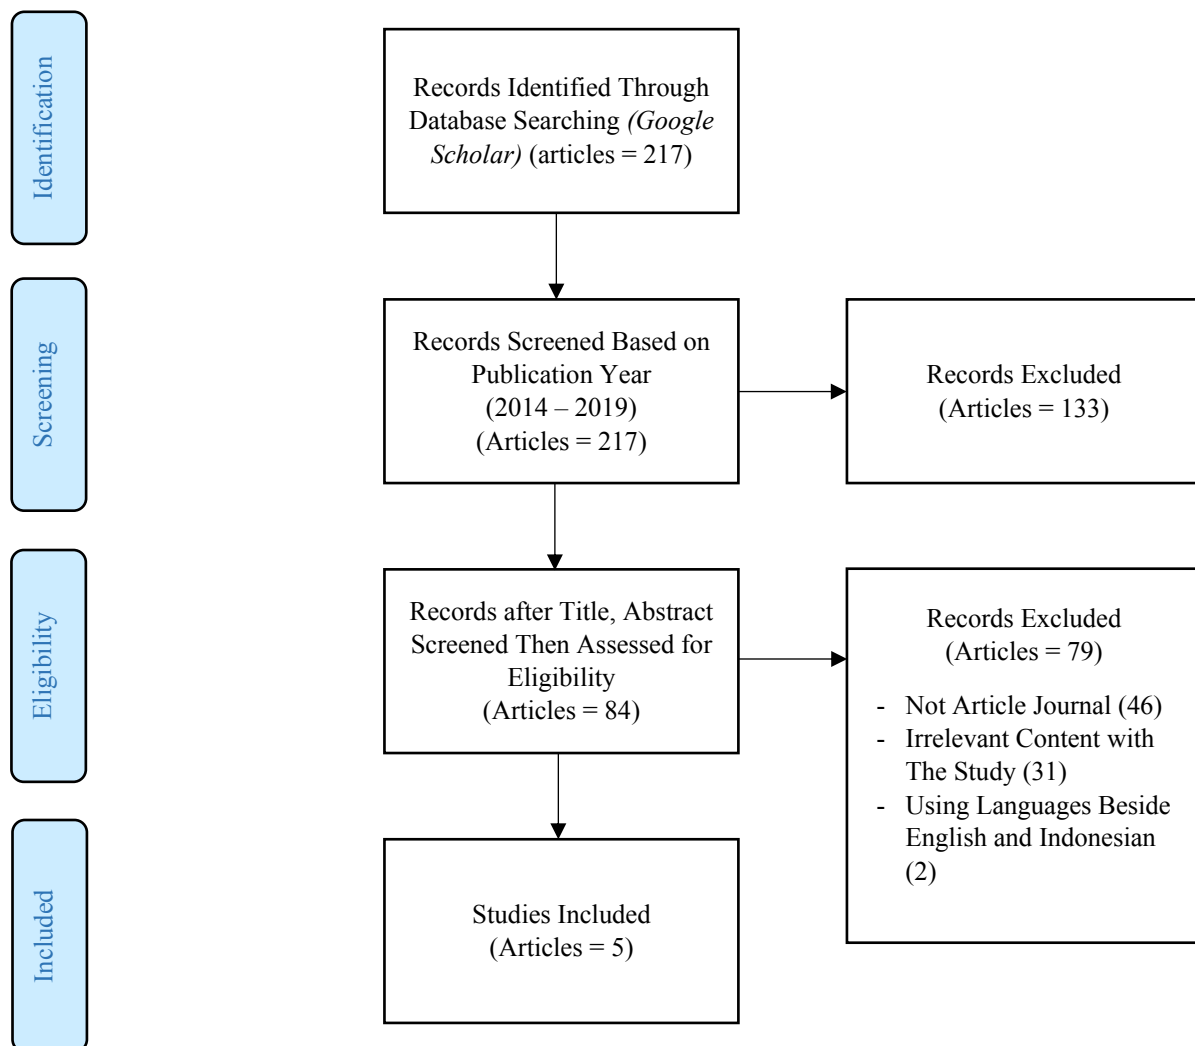 Identification
Records Identified Through
Database Searching (Google
Scholar) (articles = 217)
Screening
Records Screened Based on
Publication Year
(2014 – 2019)
(Articles = 217)
Records Excluded
(Articles = 133)
Eligibility
Records after Title, Abstract
Screened Then Assessed for
Eligibility
(Articles = 84)
Records Excluded
(Articles = 79)
- Not Article Journal (46)
- Irrelevant Content with
The Study (31)
- Using Languages Beside
English and Indonesian
(2)
Included
Studies Included
(Articles = 5)